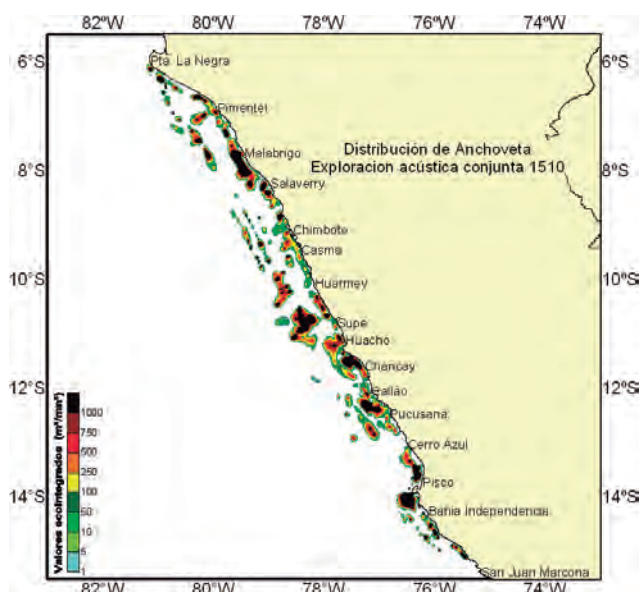 82°W 80°W 78°W 76°W 74°W
6°S 6°S
Pta. La Negra
Pimentel
Distribución de Anchoveta
Exploracion acústica conjunta 1510
Malabrigo
8°S 8°S
Salaverry
Chimbote
Casma
10°S 10°S
Huarmey
Supe
Huacho
Chancay
12°S 12°S
Callao
Pucusana
Cerro Azul
Pisco
14°S 14°S
Bahia Independencia
San Juan Marcona
Valores ecointegrados (m²/mn²)
1000
750
500
250
100
50
10
5
1
82°W 80°W 78°W 76°W 74°W